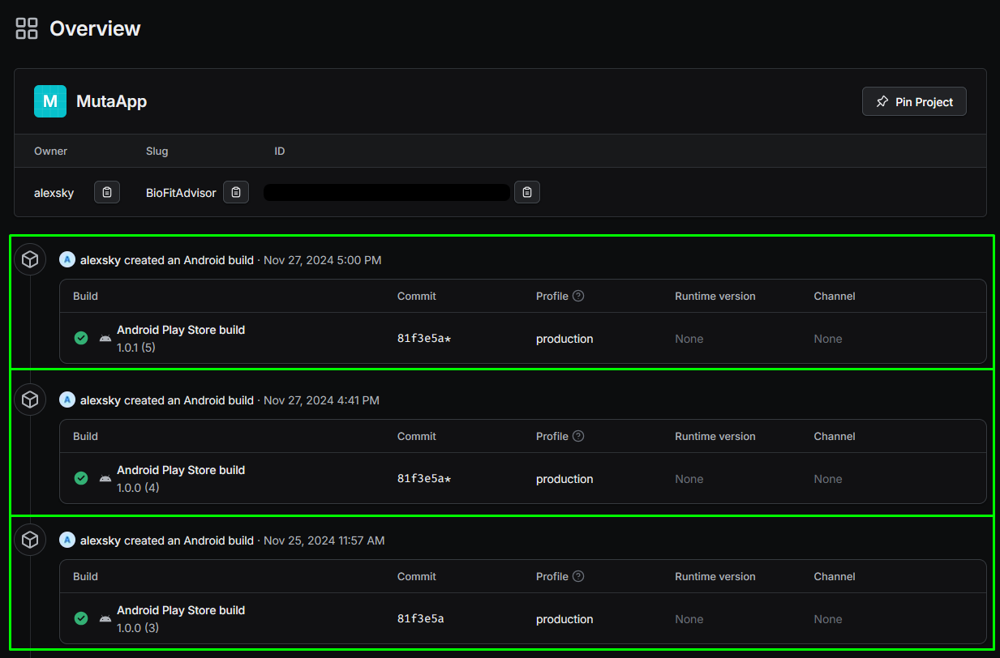 Overview
M MutaApp Pin Project
Owner Slug ID
alexsky BioFitAdvisor
A alexsky created an Android build · Nov 27, 2024 5:00 PM
Build Commit Profile ? Runtime version Channel
Android Play Store build
1.0.1 (5) 81f3e5a* production None None
A alexsky created an Android build · Nov 27, 2024 4:41 PM
Build Commit Profile ? Runtime version Channel
Android Play Store build
1.0.0 (4) 81f3e5a* production None None
A alexsky created an Android build · Nov 25, 2024 11:57 AM
Build Commit Profile ? Runtime version Channel
Android Play Store build
1.0.0 (3) 81f3e5a production None None